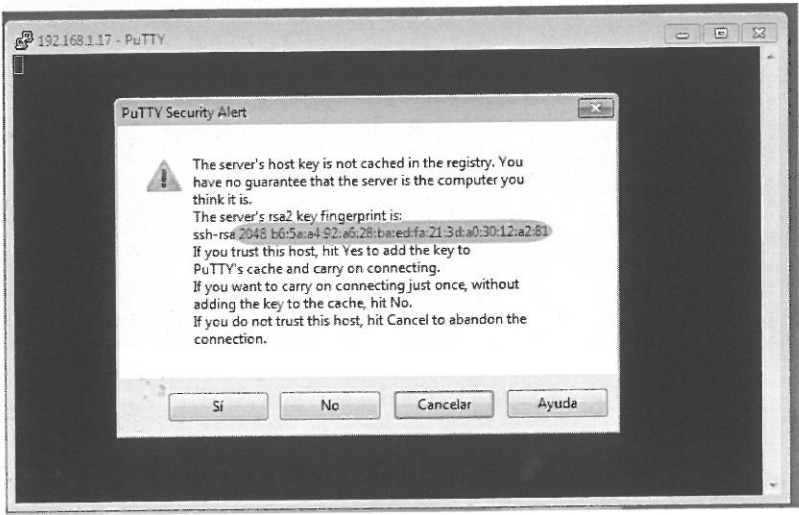 192.168.1.17 - PuTTY
PuTTY Security Alert
The server's host key is not cached in the registry. You
have no guarantee that the server is the computer you
think it is.
The server's rsa2 key fingerprint is:
ssh-rsa 2048 b6:5a:a4:92:a6:28:ba:ed:fa:21:3d:a0:30:12:a2:81
If you trust this host, hit Yes to add the key to
PuTTY's cache and carry on connecting.
If you want to carry on connecting just once, without
adding the key to the cache, hit No.
If you do not trust this host, hit Cancel to abandon the
connection.
Sí No Cancelar Ayuda